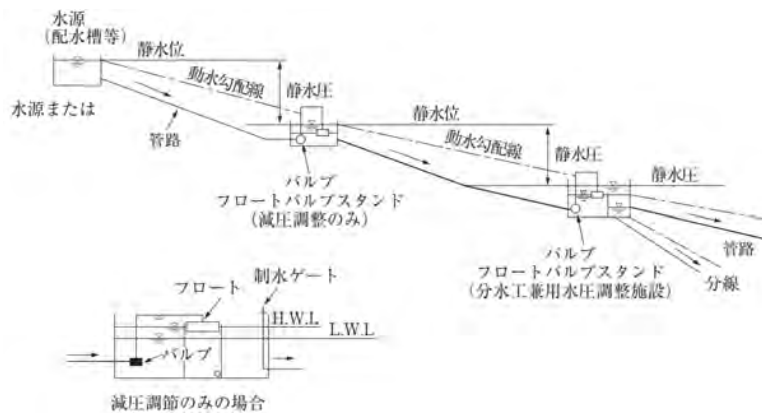 水源
(配水槽等)
静水位
動水勾配線
静水圧
水源または
管路
静水位
動水勾配線
静水圧
静水圧
バルブ
フロートバルブスタンド
(減圧調整のみ)
バルブ
フロートバルブスタンド
(分水工兼用水圧調整施設)
管路
分線
制水ゲート
フロート
H.W.L
L.W.L
バルブ
減圧調節のみの場合